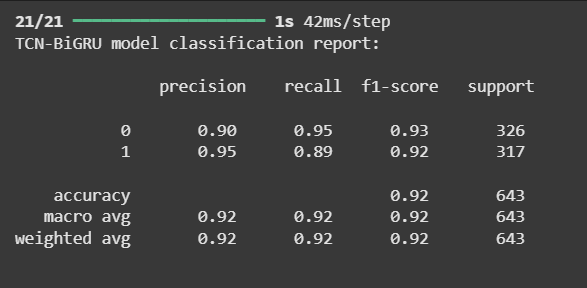 21/21 ━━━━━━━━━━━━━━━━━━━━ 1s 42ms/step
TCN-BiGRU model classification report:
precision recall f1-score support
0 0.90 0.95 0.93 326
1 0.95 0.89 0.92 317
accuracy 0.92 643
macro avg 0.92 0.92 0.92 643
weighted avg 0.92 0.92 0.92 643